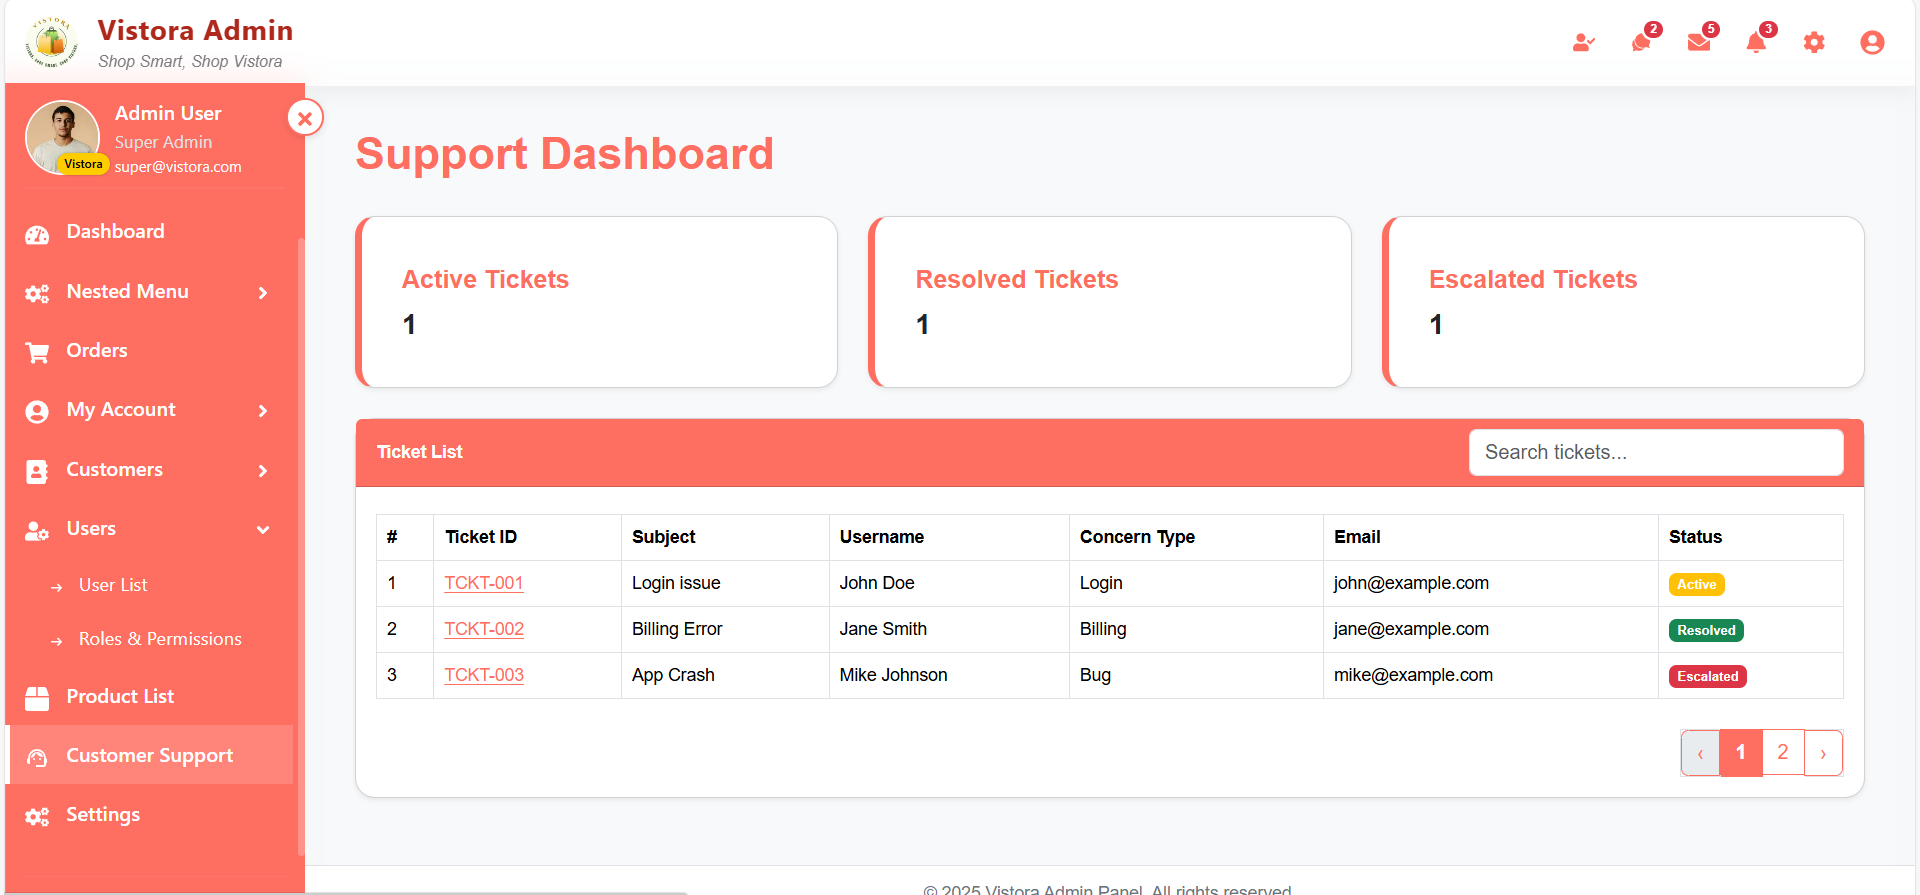 VISTORA
Vistora Admin
Shop Smart, Shop Vistora
2
5
3
Admin User
Super Admin
super@vistora.com
Vistora
Dashboard
Nested Menu
Orders
My Account
Customers
Users
User List
Roles & Permissions
Product List
Customer Support
Settings
Support Dashboard
Active Tickets
1
Resolved Tickets
1
Escalated Tickets
1
Ticket List
Search tickets...
# Ticket ID Subject Username Concern Type Email Status
1 TCKT-001 Login issue John Doe Login john@example.com Active
2 TCKT-002 Billing Error Jane Smith Billing jane@example.com Resolved
3 TCKT-003 App Crash Mike Johnson Bug mike@example.com Escalated
‹ 1 2 ›
© 2025 Vistora Admin Panel. All rights reserved